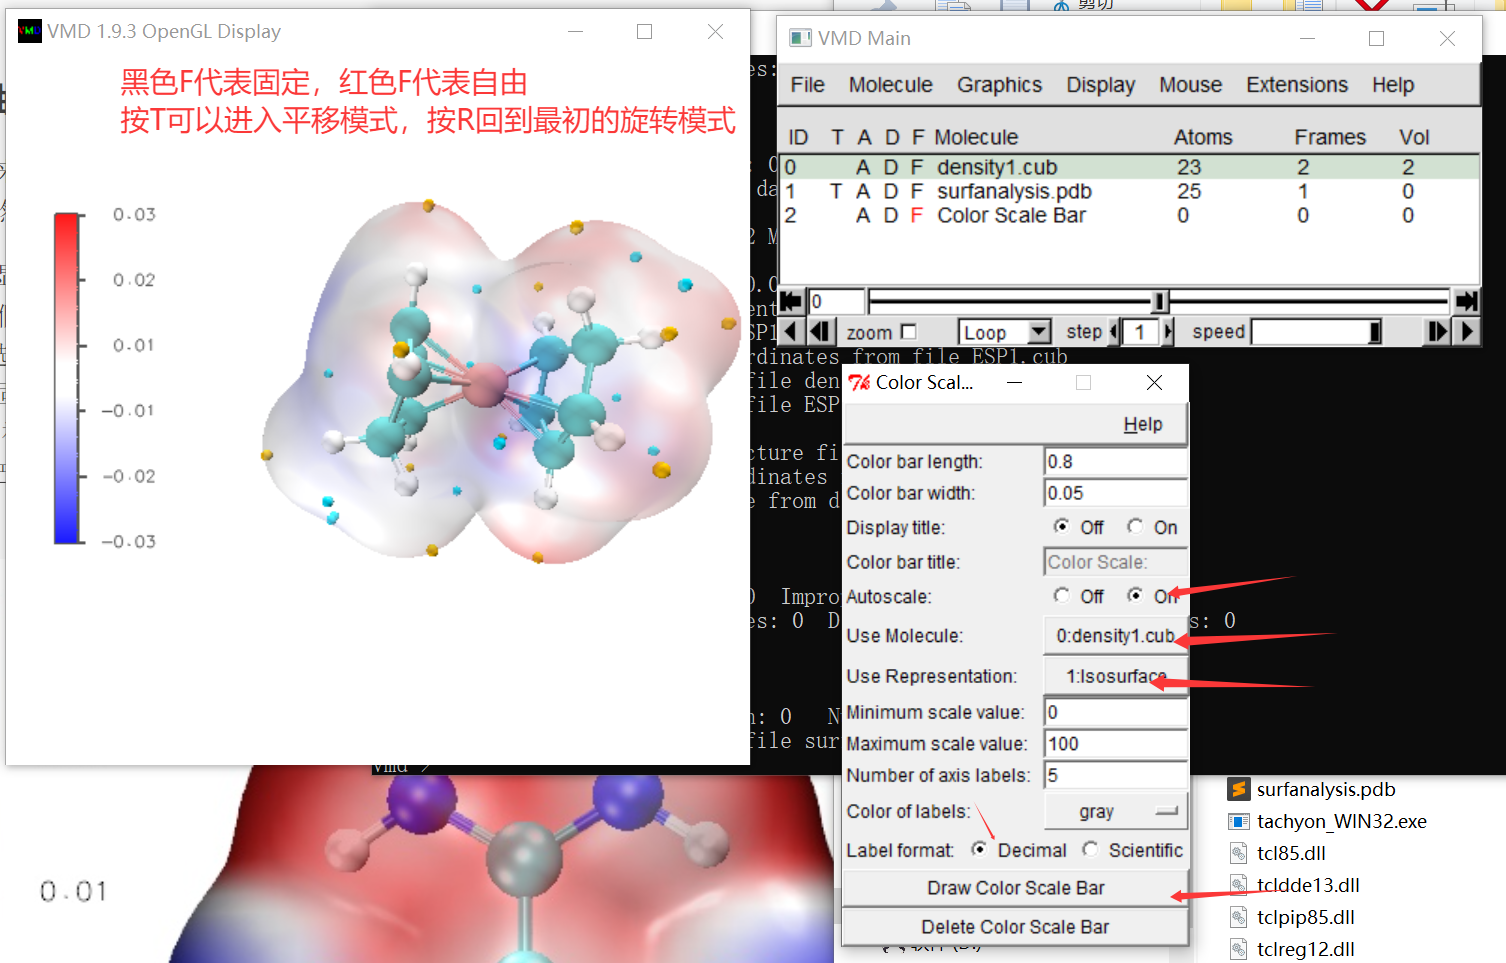 剪切
VMD 1.9.3 OpenGL Display
黑色F代表固定，红色F代表自由
按T可以进入平移模式，按R回到最初的旋转模式
0.03
0.02
0.01
-0.01
-0.02
-0.03
VMD Main
File Molecule Graphics Display Mouse Extensions Help
ID T A D F Molecule Atoms Frames Vol
0 A D F density1.cub 23 2 2
1 T A D F surfanalysis.pdb 25 1 0
2 A D F Color Scale Bar 0 0 0
0
zoom Loop step 1 speed
rdinates from file ESP1.cub
file den
file ESP
cture fi
dinates
e from d
Impro
es: 0 D
s: 0
n: 0 N
file sur
vmd >
Color Scal...
Help
Color bar length: 0.8
Color bar width: 0.05
Display title: Off On
Color bar title: Color Scale:
Autoscale: Off On
Use Molecule: 0:density1.cub
Use Representation: 1:Isosurface
Minimum scale value: 0
Maximum scale value: 100
Number of axis labels: 5
Color of labels: gray
Label format: Decimal Scientific
Draw Color Scale Bar
Delete Color Scale Bar
surfanalysis.pdb
tachyon_WIN32.exe
tcl85.dll
tcldde13.dll
tclpip85.dll
tclreg12.dll
0.01